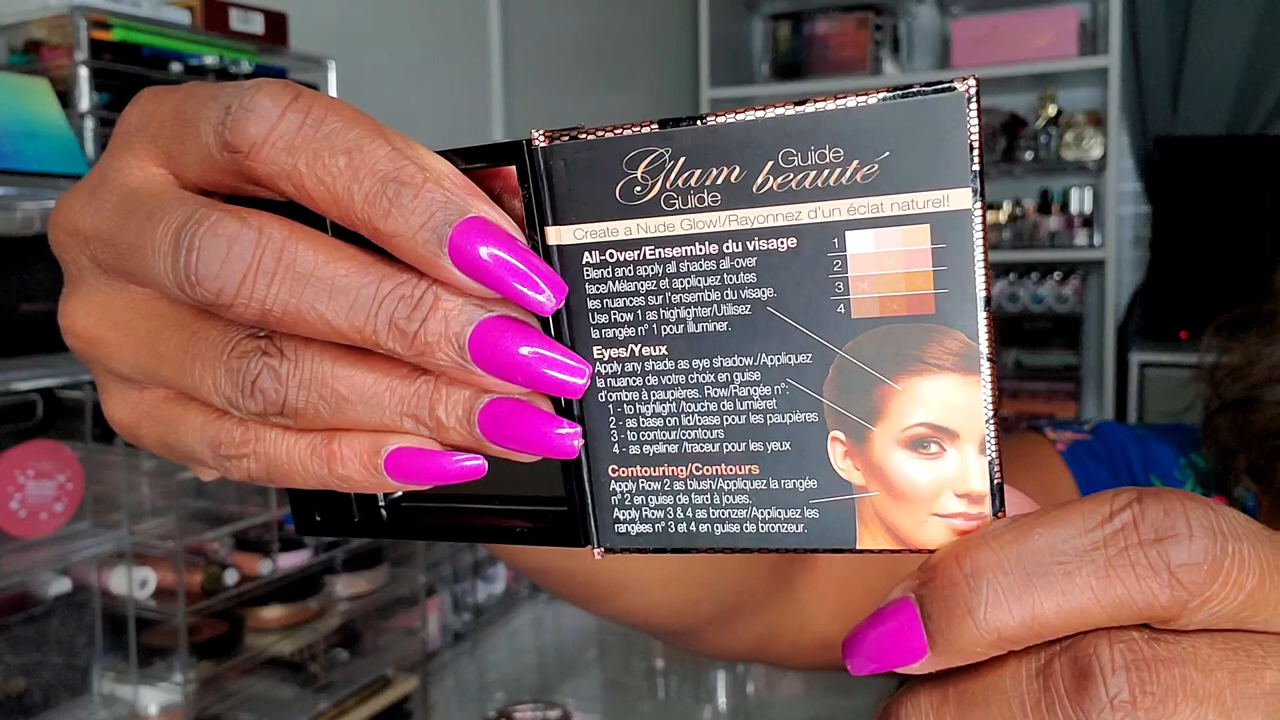 Glam Guide
Guide beauté
Create a Nude Glow!/Rayonnez d'un éclat naturel!
All-Over/Ensemble du visage
Blend and apply all shades all-over
face/Mélangez et appliquez toutes
les nuances sur l'ensemble du visage.
Use Row 1 as highlighter/Utilisez
la rangée n° 1 pour illuminer.
1
2
3
4
Eyes/Yeux
Apply any shade as eye shadow./Appliquez
la nuance de votre choix en guise
d'ombre à paupières. Row/Rangée n°:
1 - to highlight /touche de lumièret
2 - as base on lid/base pour les paupières
3 - to contour/contours
4 - as eyeliner /traceur pour les yeux
Contouring/Contours
Apply Row 2 as blush/Appliquez la rangée
n° 2 en guise de fard à joues.
Apply Row 3 & 4 as bronzer/Appliquez les
rangées n° 3 et 4 en guise de bronzeur.